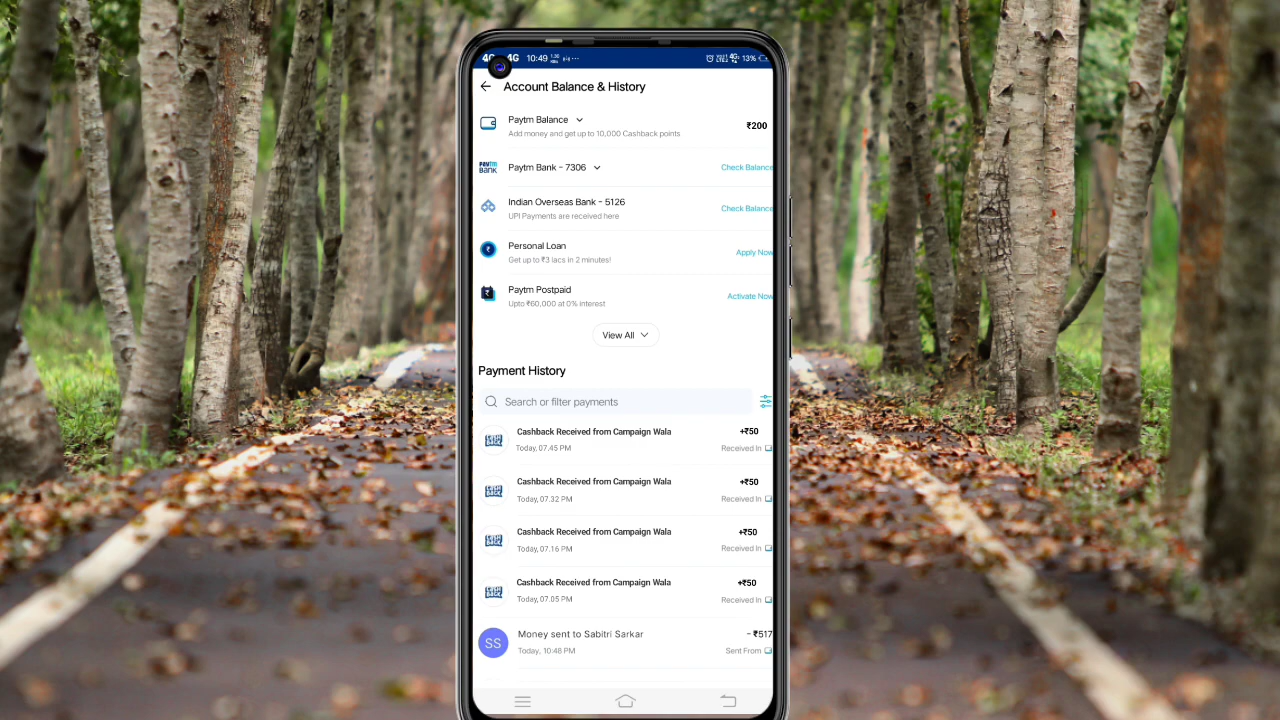 4G 4G 10:49
13%
Account Balance & History
Paytm Balance
Add money and get up to 10,000 Cashback points
₹200
PAYTM BANK
Paytm Bank - 7306
Check Balance
Indian Overseas Bank - 5126
UPI Payments are received here
Check Balance
Personal Loan
Get up to ₹3 lacs in 2 minutes!
Apply Now
Paytm Postpaid
Upto ₹60,000 at 0% interest
Activate Now
View All
Payment History
Search or filter payments
Cashback Received from Campaign Wala
+₹50
Today, 07.45 PM
Received In
Cashback Received from Campaign Wala
+₹50
Today, 07.32 PM
Received In
Cashback Received from Campaign Wala
+₹50
Today, 07.16 PM
Received In
Cashback Received from Campaign Wala
+₹50
Today, 07.05 PM
Received In
SS
Money sent to Sabitri Sarkar
- ₹517
Today, 10:48 PM
Sent From